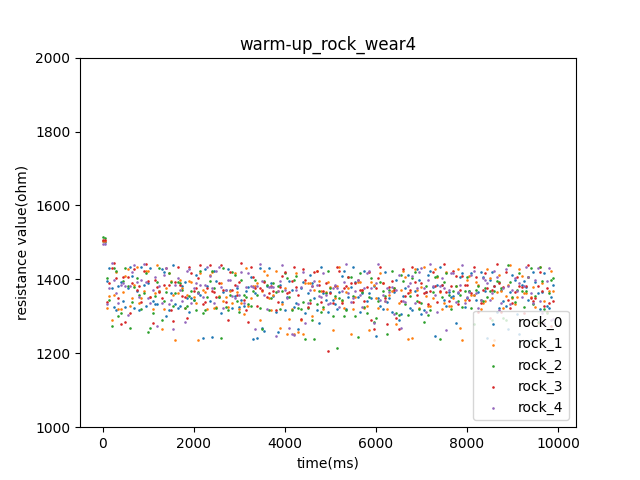 warm-up_rock_wear4
2000
1800
1600
1400
1200
1000
resistance value(ohm)
0
2000
4000
6000
8000
10000
time(ms)
rock_0
rock_1
rock_2
rock_3
rock_4